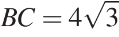 BC = 4√3